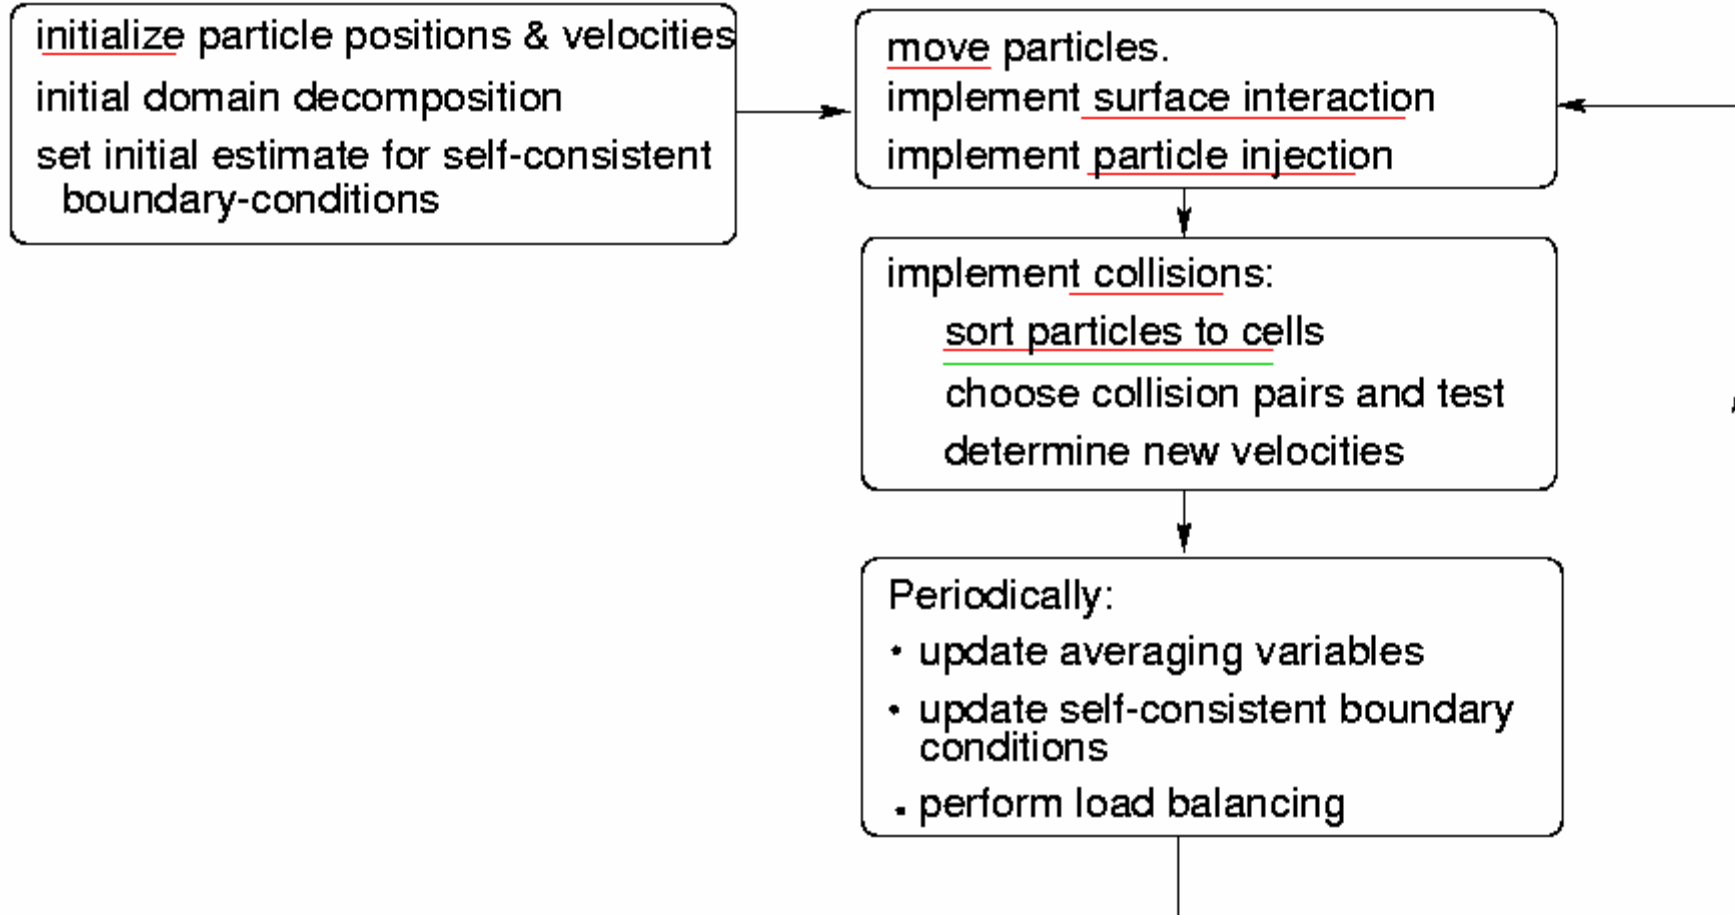 initialize particle positions & velocities
initial domain decomposition
set initial estimate for self-consistent
boundary-conditions
move particles.
implement surface interaction
implement particle injection
implement collisions:
sort particles to cells
choose collision pairs and test
determine new velocities
Periodically:
• update averaging variables
• update self-consistent boundary
conditions
• perform load balancing